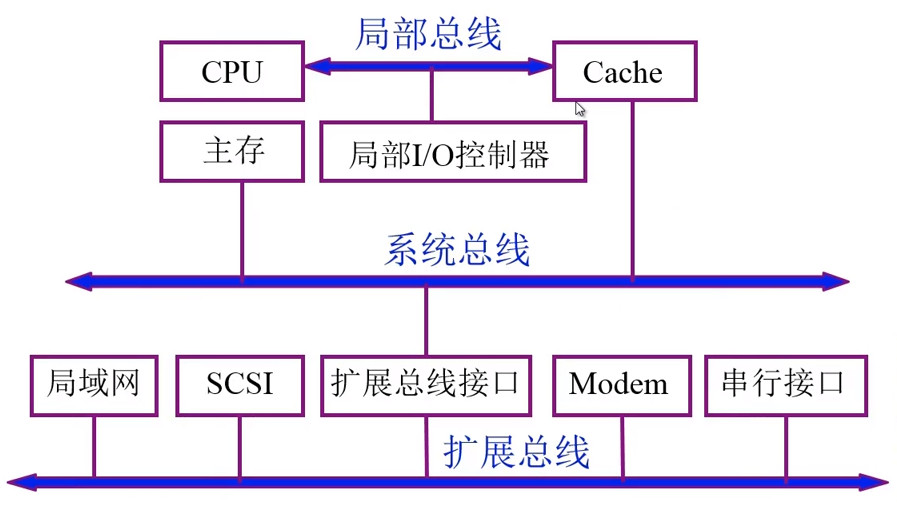 局部总线
CPU
Cache
主存
局部I/O控制器
系统总线
局域网
SCSI
扩展总线接口
Modem
串行接口
扩展总线